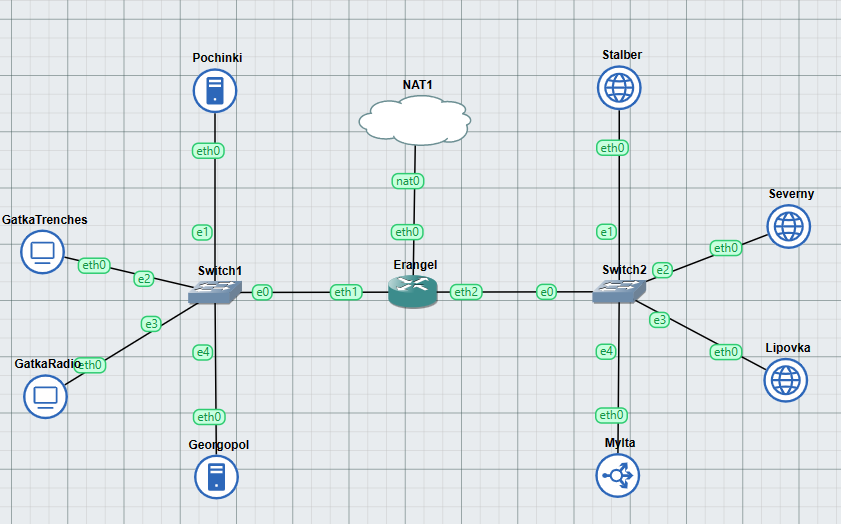 Pochinki
Stalber
NAT1
eth0
eth0
nat0
Severny
GatkaTrenches
e1
eth0
e1
eth0
eth0
e2
Switch1
Erangel
Switch2
e2
e0
eth1
eth2
e0
e3
e3
GatkaRadio
eth0
e4
e4
eth0
Lipovka
eth0
eth0
Georgopol
Mylta